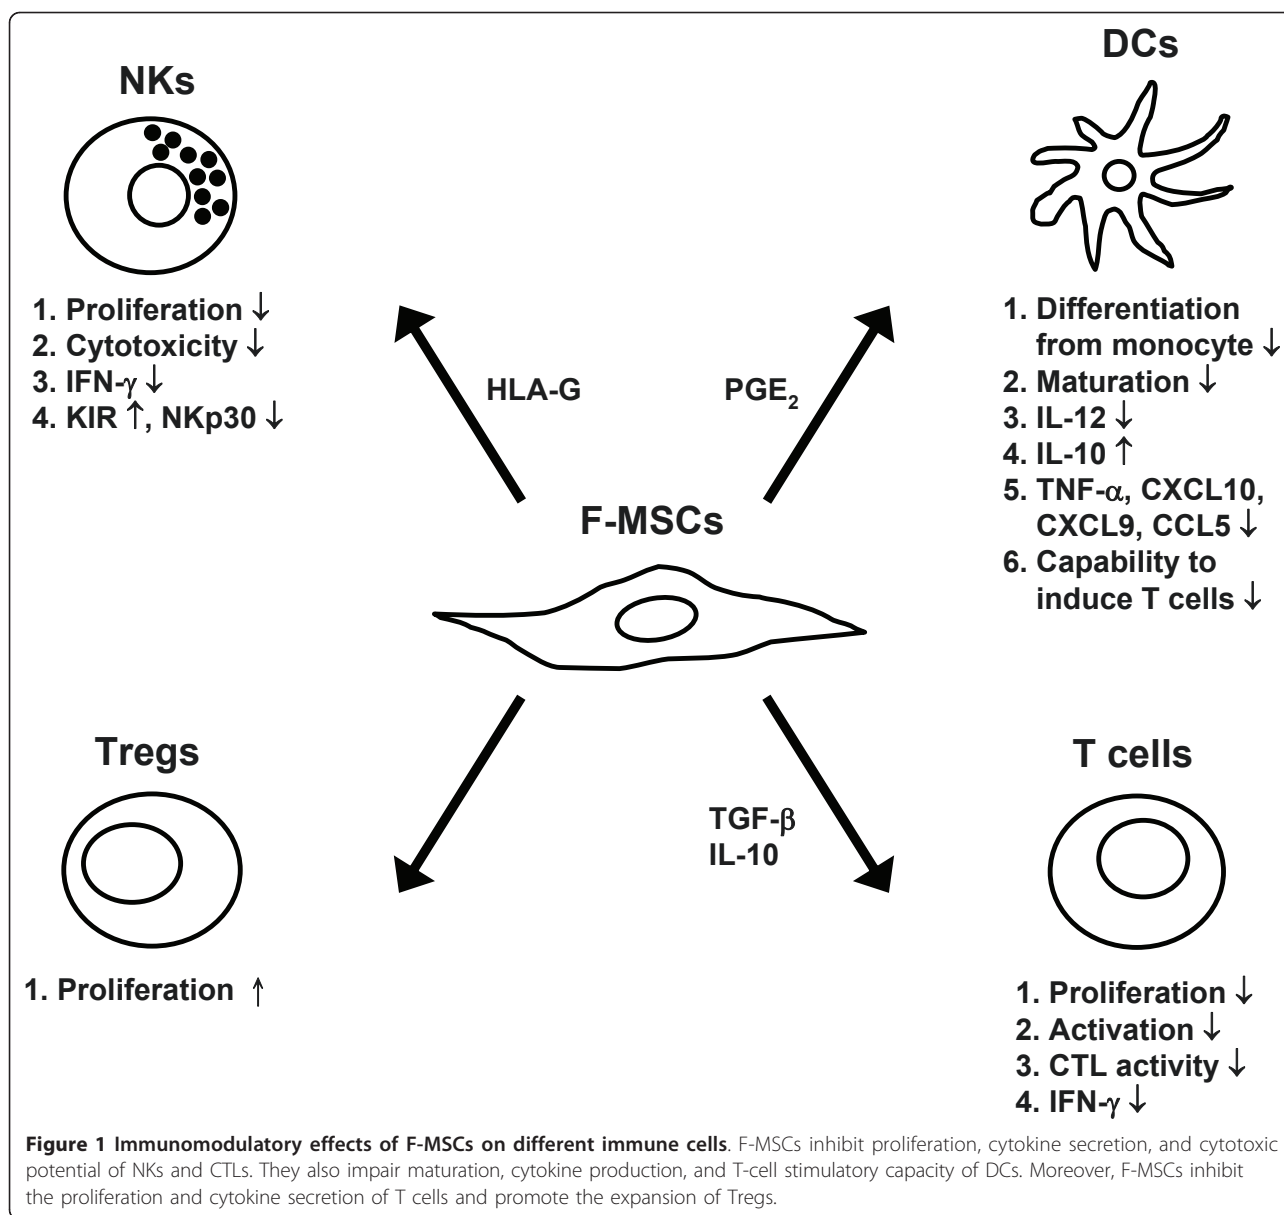 NKs
1. Proliferation ↓
2. Cytotoxicity ↓
3. IFN-γ ↓
4. KIR ↑, NKp30 ↓
DCs
1. Differentiation
from monocyte ↓
2. Maturation ↓
3. IL-12 ↓
4. IL-10 ↑
5. TNF-α, CXCL10,
CXCL9, CCL5 ↓
6. Capability to
induce T cells ↓
HLA-G
PGE₂
F-MSCs
Tregs
1. Proliferation ↑
TGF-β
IL-10
T cells
1. Proliferation ↓
2. Activation ↓
3. CTL activity ↓
4. IFN-γ ↓
Figure 1 Immunomodulatory effects of F-MSCs on different immune cells. F-MSCs inhibit proliferation, cytokine secretion, and cytotoxic
potential of NKs and CTLs. They also impair maturation, cytokine production, and T-cell stimulatory capacity of DCs. Moreover, F-MSCs inhibit
the proliferation and cytokine secretion of T cells and promote the expansion of Tregs.